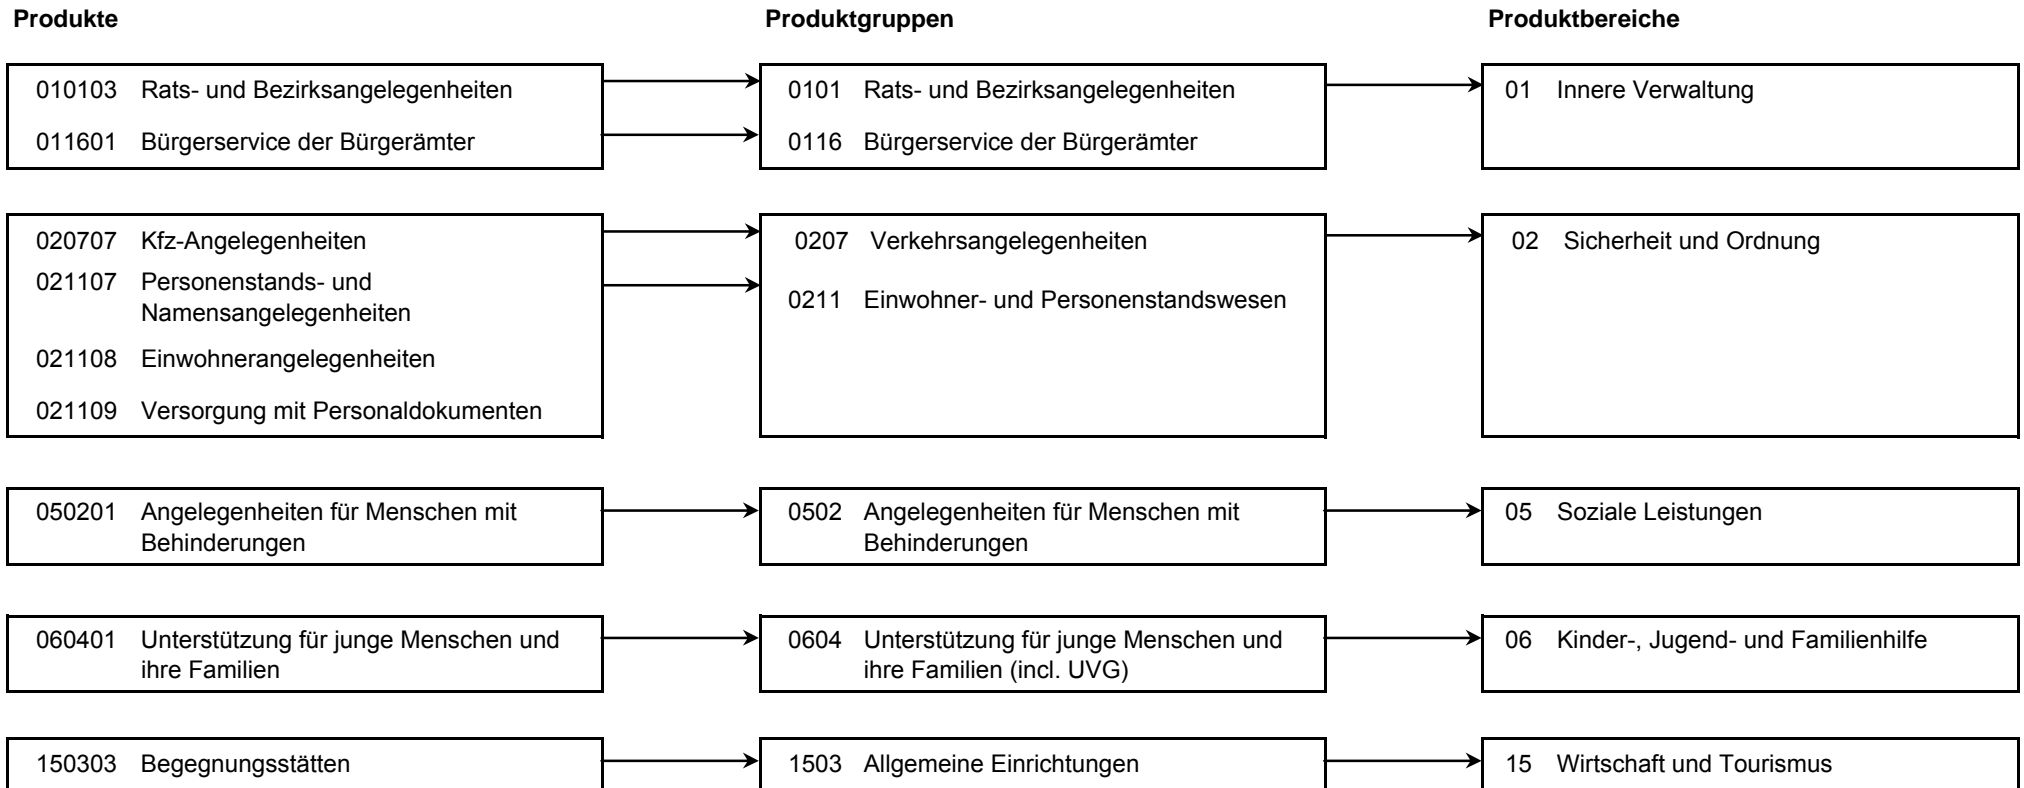 Produkte Produktgruppen Produktbereiche
010103 Rats- und Bezirksangelegenheiten 0101 Rats- und Bezirksangelegenheiten 01 Innere Verwaltung
011601 Bürgerservice der Bürgerämter 0116 Bürgerservice der Bürgerämter
020707 Kfz-Angelegenheiten 0207 Verkehrsangelegenheiten 02 Sicherheit und Ordnung
021107 Personenstands- und
Namensangelegenheiten
0211 Einwohner- und Personenstandswesen
021108 Einwohnerangelegenheiten
021109 Versorgung mit Personaldokumenten
050201 Angelegenheiten für Menschen mit 0502 Angelegenheiten für Menschen mit 05 Soziale Leistungen
Behinderungen Behinderungen
060401 Unterstützung für junge Menschen und 0604 Unterstützung für junge Menschen und 06 Kinder-, Jugend- und Familienhilfe
ihre Familien ihre Familien (incl. UVG)
150303 Begegnungsstätten 1503 Allgemeine Einrichtungen 15 Wirtschaft und Tourismus